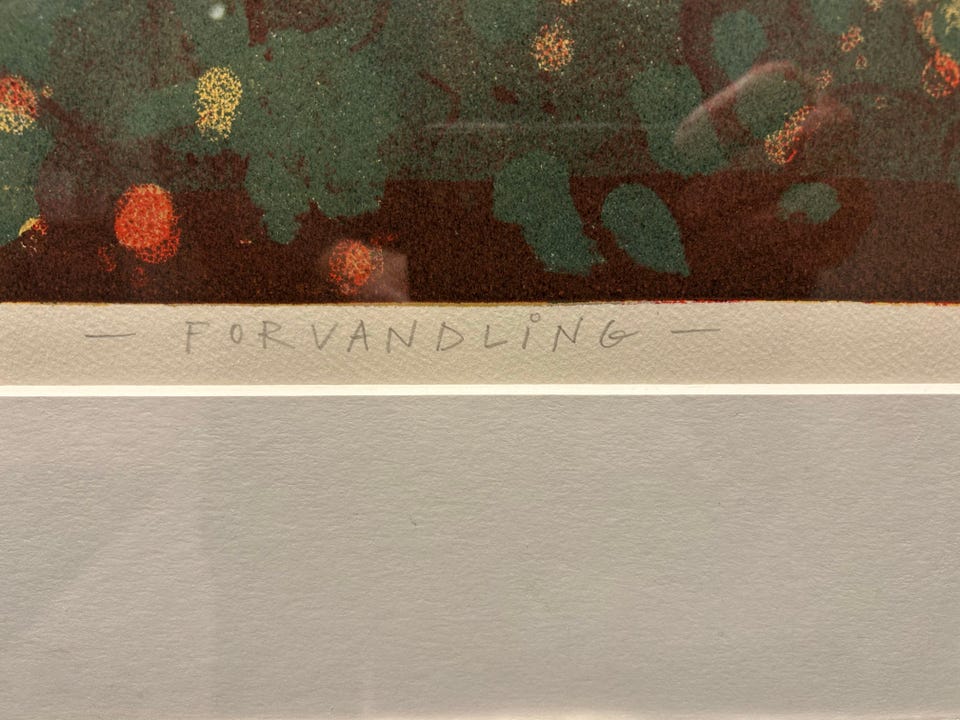 — FORVANDLING —